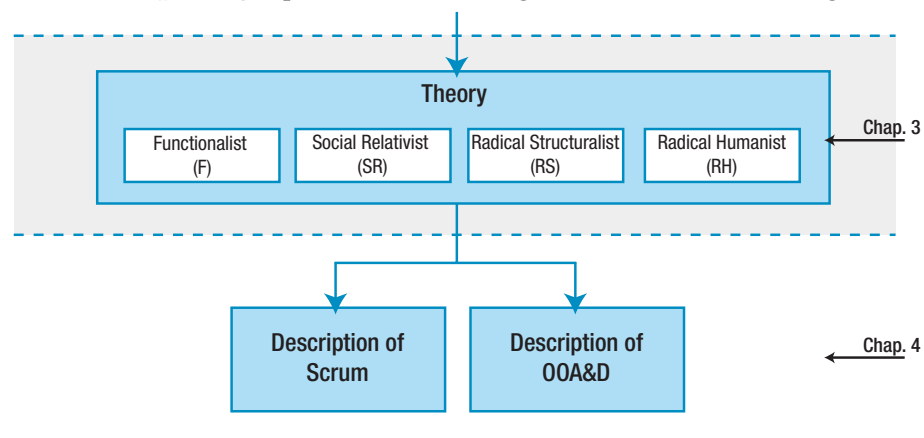 Theory
Functionalist
(F)
Social Relativist
(SR)
Radical Structuralist
(RS)
Radical Humanist
(RH)
Chap. 3
Description of
Scrum
Description of
OOA&D
Chap. 4